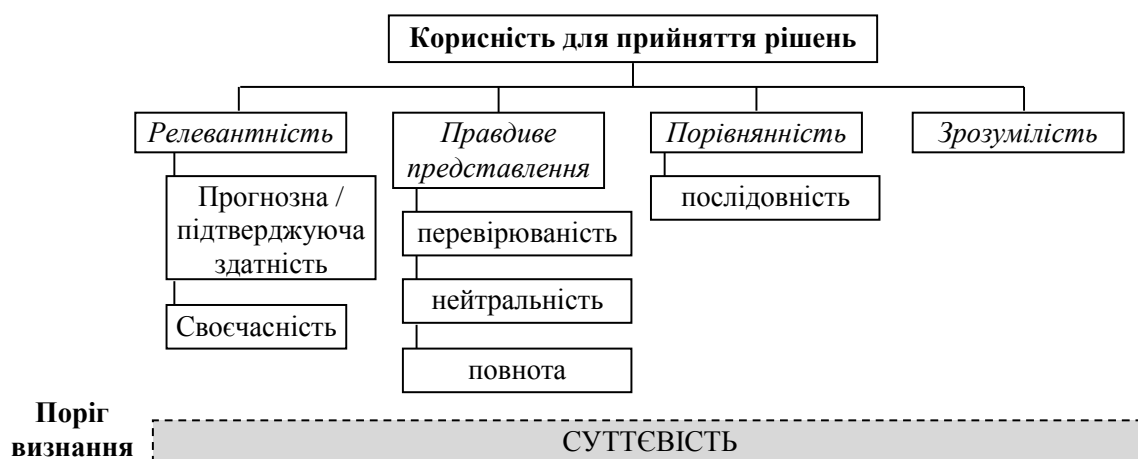 Корисність для прийняття рішень
Релевантність
Правдиве
представлення
Порівнянність
Зрозумілість
Прогнозна /
підтверджуюча
здатність
Своєчасність
перевірюваність
нейтральність
повнота
послідовність
Поріг
визнання
СУТТЄВІСТЬ